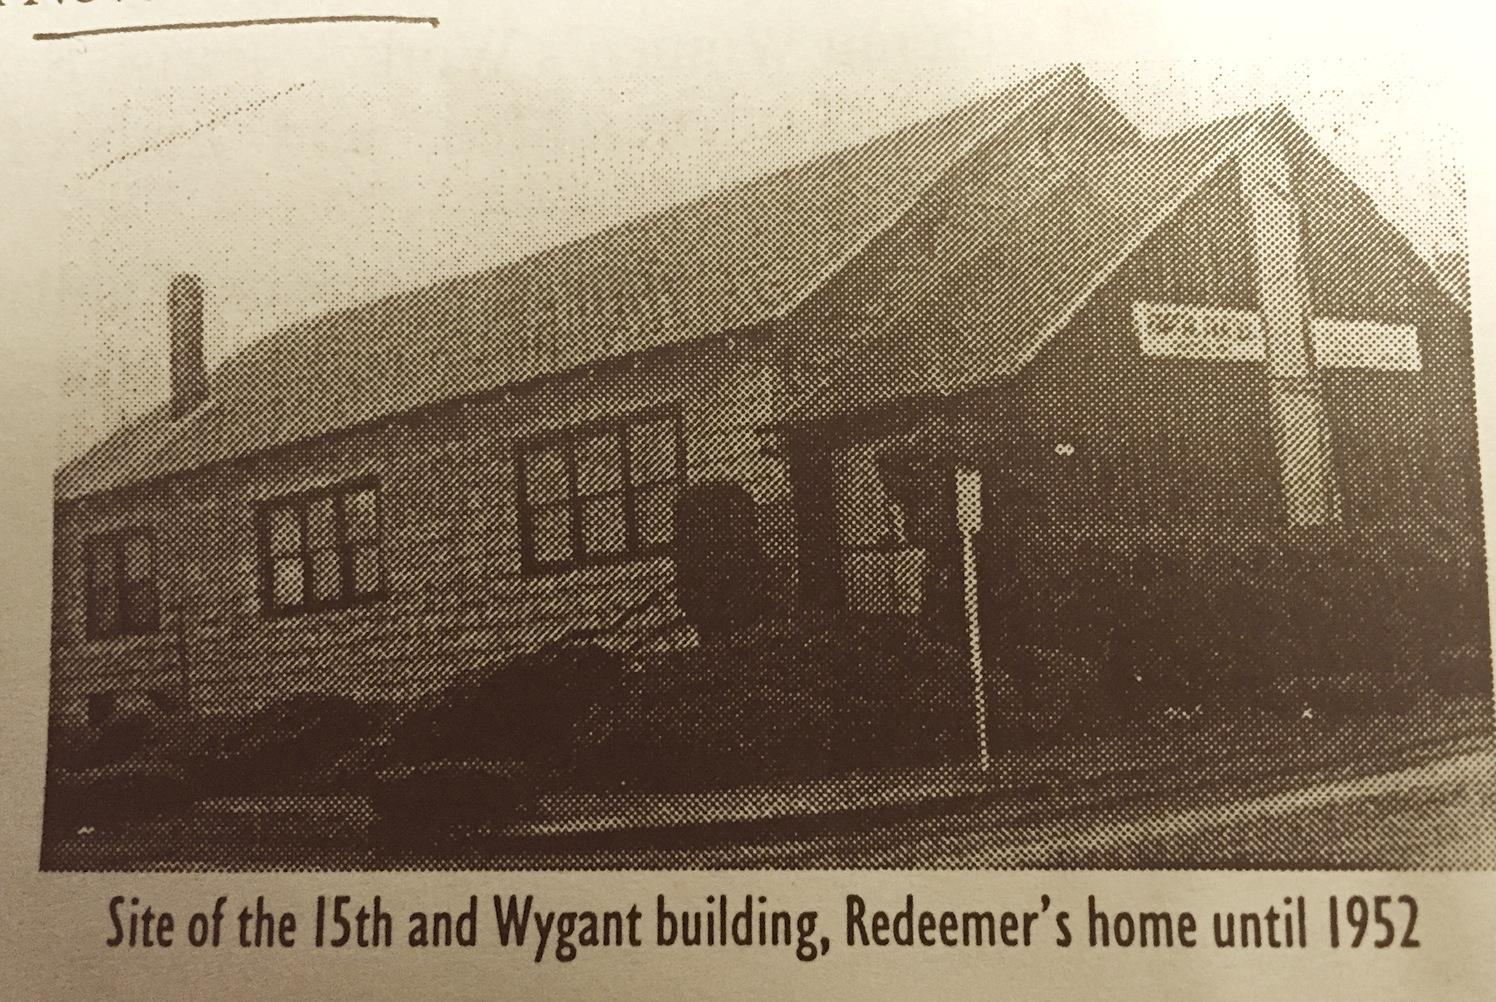 Site of the 15th and Wygant building, Redeemer's home until 1952